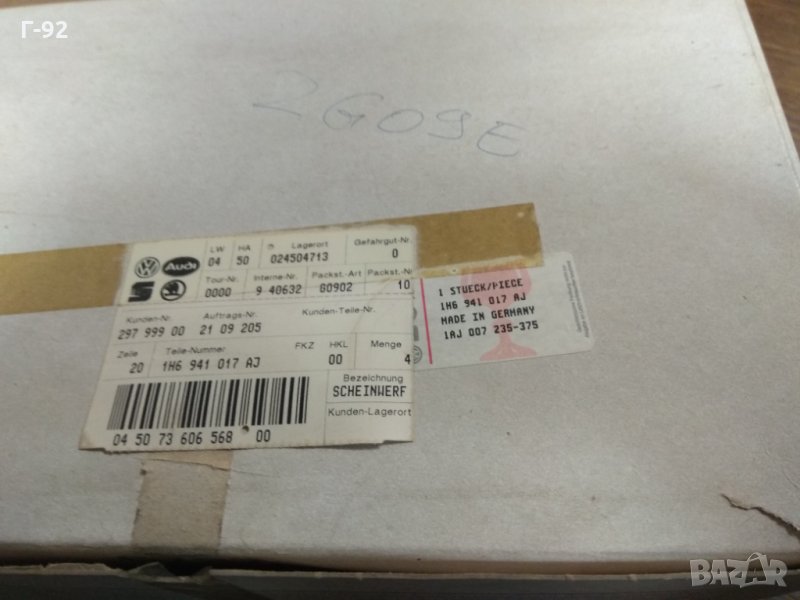 Г-92
2G09E
LW HA Lagerort Gefahrgut-Nr.
04 50 024504713 0
Audi
Tour-Nr. Interne-Nr. Packst.-Art Packst.-Nr.
0000 9 40632 G0902 10
Kunden-Nr. Auftrags-Nr. Kunden-Teile-Nr.
297 999 00 21 09 205
Zeile Teile-Nummer FKZ HKL Menge
20 1H6 941 017 AJ 00 4
Bezeichnung
SCHEINWERF
Kunden-Lagerort
04 50 73 606 568 00
1 STUECK/PIECE
1H6 941 017 AJ
MADE IN GERMANY
1AJ 007 235-375
BAZAR